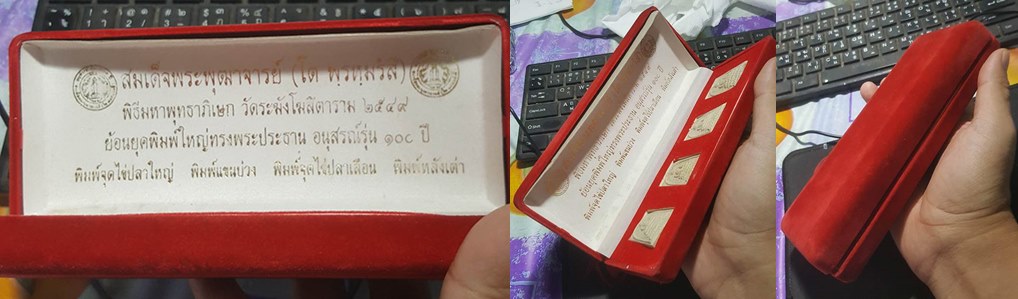 สมเด็จพระพุฒาจารย์ (โต พรหฺมรํสี)
พิธีมหาพุทธาภิเษก วัดระฆังโฆสิตาราม ๒๕๔๙
ย้อนยุคพิมพ์ใหญ่ทรงพระประธาน อนุสรณ์รุ่น ๑๐๘ ปี
พิมพ์จุดไข่ปลาใหญ่ พิมพ์แขนบ่วง พิมพ์จุดไข่ปลาเลือน พิมพ์หลังเต่า